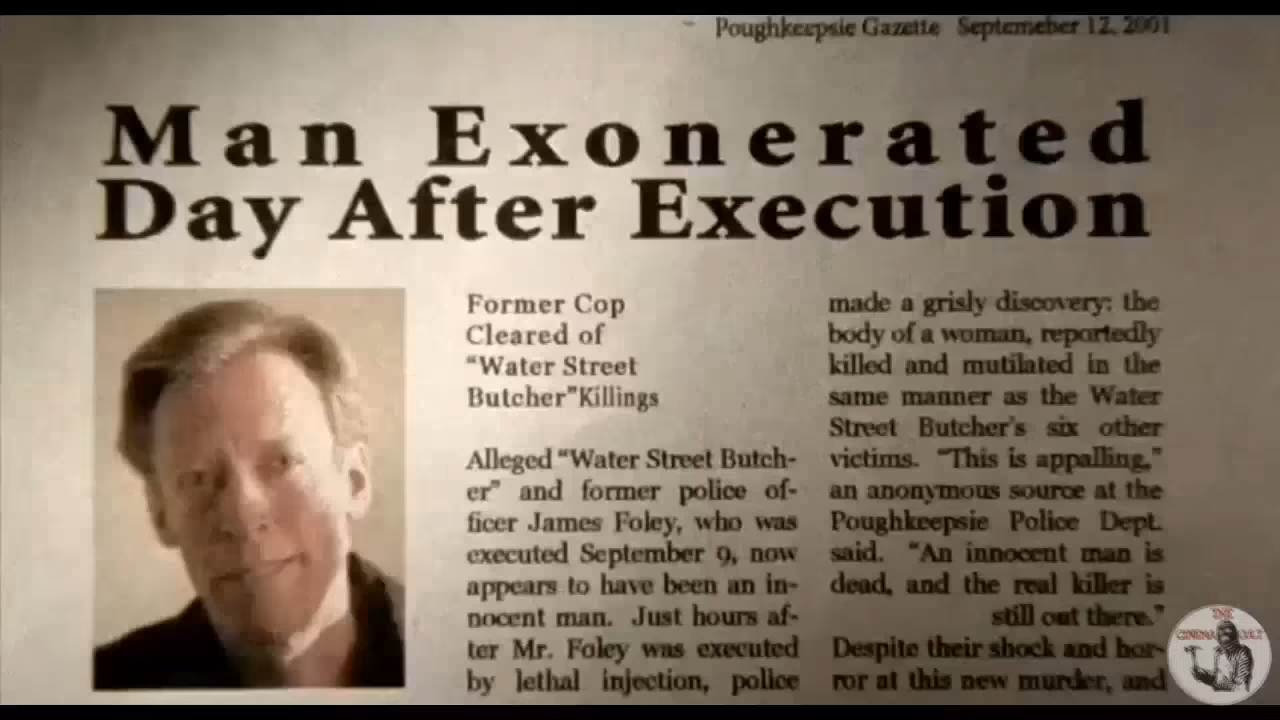 Poughkeepsie Gazette Septemeber 12, 2001
Man Exonerated
Day After Execution
Former Cop
Cleared of
“Water Street
Butcher”Killings
Alleged “Water Street Butch-
er” and former police of-
ficer James Foley, who was
executed September 9, now
appears to have been an in-
nocent man. Just hours af-
ter Mr. Foley was executed
by lethal injection, police
made a grisly discovery: the
body of a woman, reportedly
killed and mutilated in the
same manner as the Water
Street Butcher's six other
victims. “This is appalling,”
an anonymous source at the
Poughkeepsie Police Dept.
said. “An innocent man is
dead, and the real killer is
still out there.”
Despite their shock and hor-
ror at this new murder, and
THE
CINEMA CULT